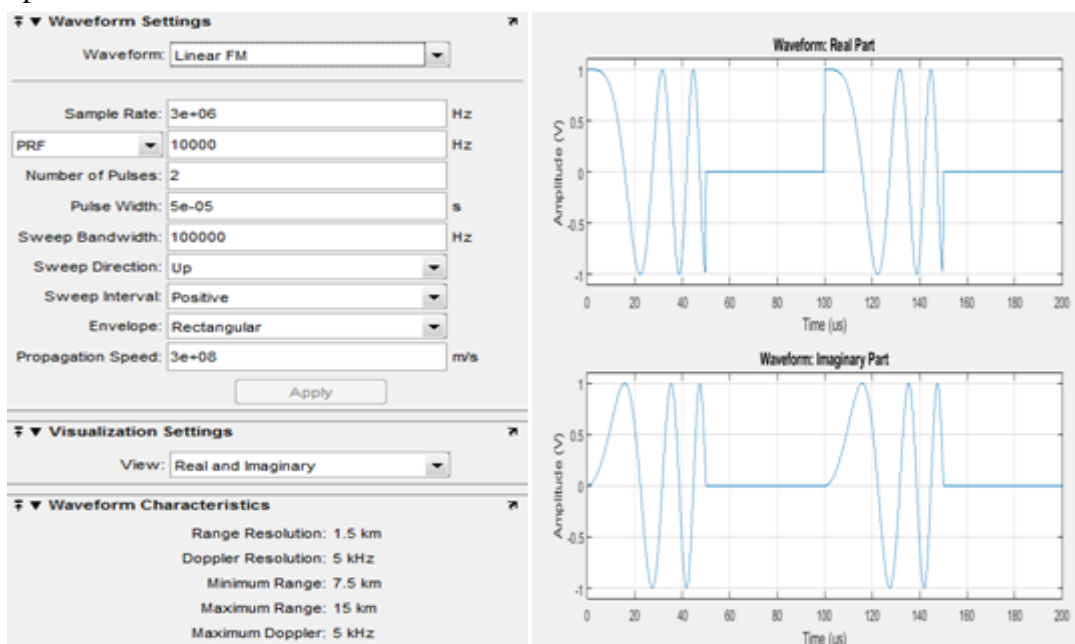 Waveform Settings
Waveform: Linear FM
Sample Rate: 3e+06 Hz
PRF 10000 Hz
Number of Pulses: 2
Pulse Width: 5e-05 s
Sweep Bandwidth: 100000 Hz
Sweep Direction: Up
Sweep Interval: Positive
Envelope: Rectangular
Propagation Speed: 3e+08 m/s
Apply
Visualization Settings
View: Real and Imaginary
Waveform Characteristics
Range Resolution: 1.5 km
Doppler Resolution: 5 kHz
Minimum Range: 7.5 km
Maximum Range: 15 km
Maximum Doppler: 5 kHz
Waveform: Real Part
Amplitude (V)
1
0.5
0
-0.5
-1
0 20 40 60 80 100 120 140 160 180 200
Time (us)
Waveform: Imaginary Part
Amplitude (V)
1
0.5
0
-0.5
-1
0 20 40 60 80 100 120 140 160 180 200
Time (us)